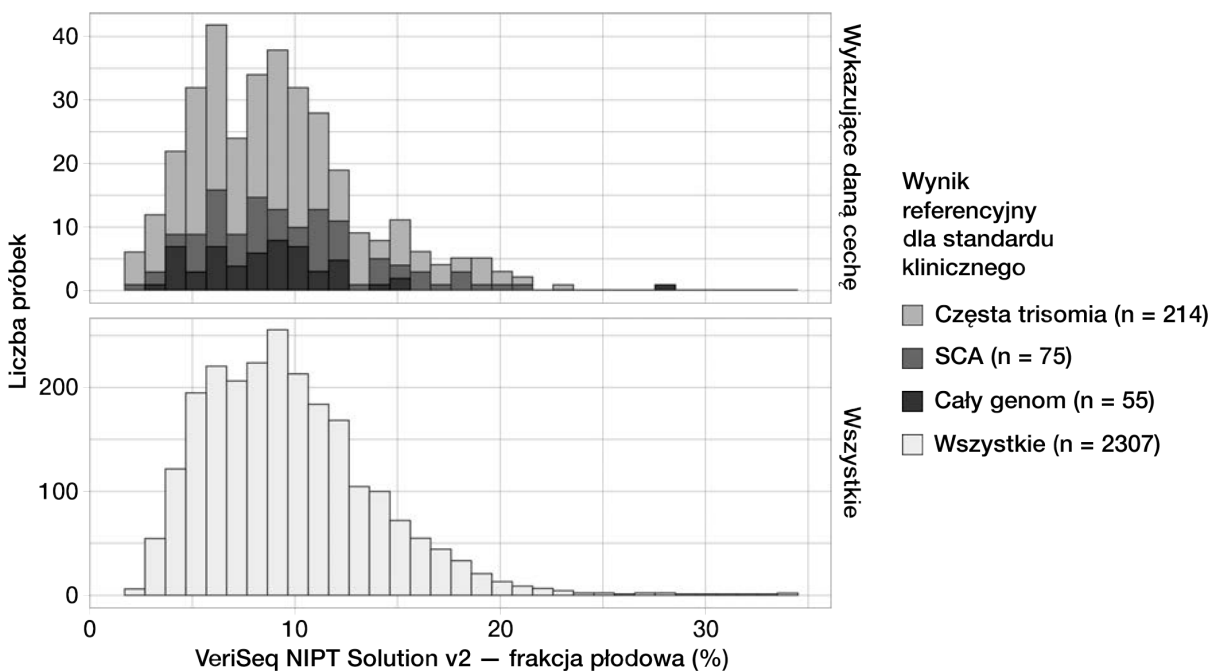 40
30
20
10
0
Wykazujące daną cechę
Liczba próbek
200
100
0
Wszystkie
0
10
20
30
VeriSeq NIPT Solution v2 — frakcja płodowa (%)
Wynik
referencyjny
dla standardu
klinicznego
Częsta trisomia (n = 214)
SCA (n = 75)
Cały genom (n = 55)
Wszystkie (n = 2307)